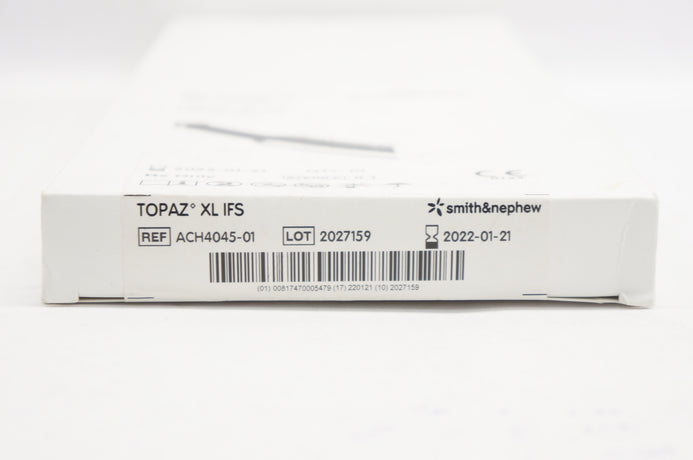 TOPAZ° XL IFS
smith&nephew
REF ACH4045-01 LOT 2027159 2022-01-21
(01) 00817470005479 (17) 220121 (10) 2027159